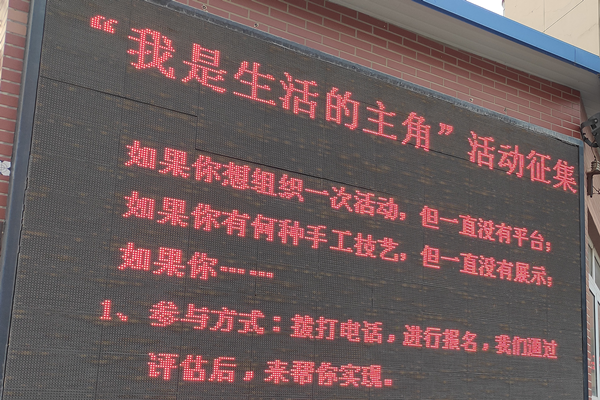 “我是生活的主角”活动征集
如果你想组织一次活动，但一直没有平台；
如果你有何种手工技艺，但一直没有展示；
如果你……
1、参与方式：拨打电话，进行报名，我们通过
评估后，来帮你实现。